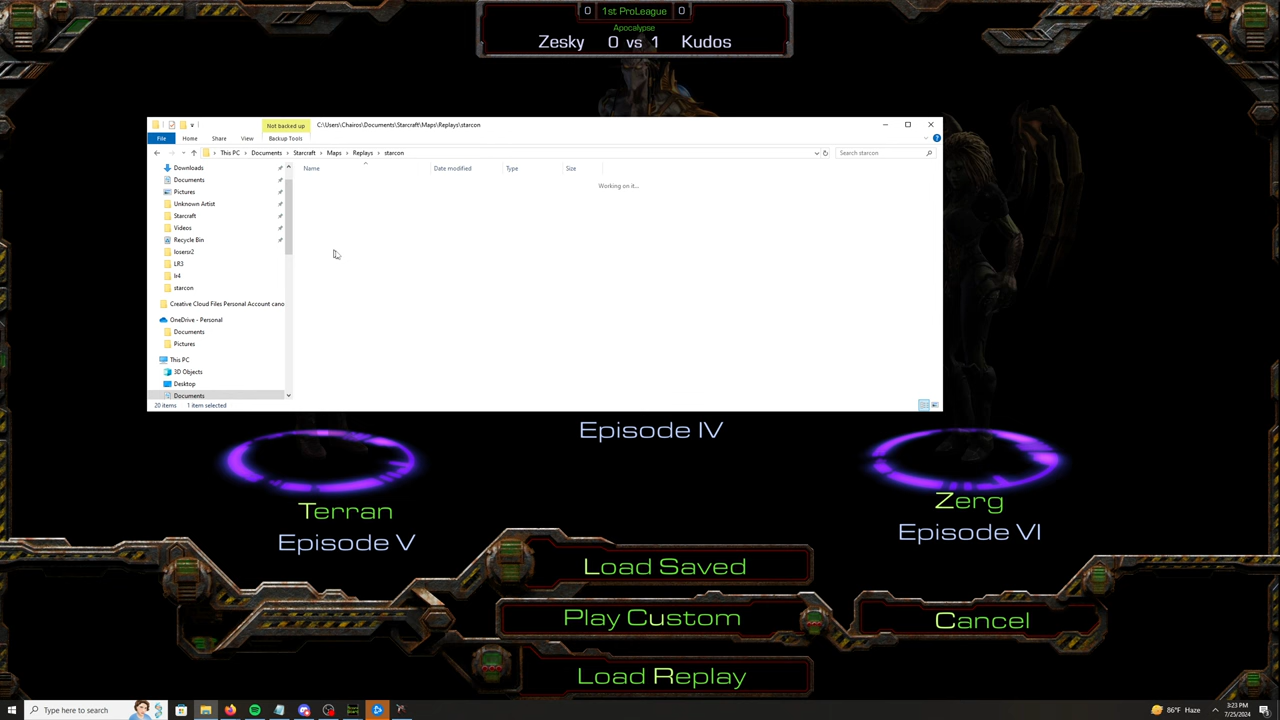 0 1st ProLeague 0
Apocalypse
Zesky 0 vs 1 Kudos
Not backed up C:\Users\Chairos\Documents\Starcraft\Maps\Replays\starcon
File Home Share View Backup Tools
This PC Documents Starcraft Maps Replays starcon Search starcon
Name Date modified Type Size
Working on it...
Downloads
Documents
Pictures
Unknown Artist
Starcraft
Videos
Recycle Bin
losersr2
LR3
lr4
starcon
Creative Cloud Files Personal Account cano
OneDrive - Personal
Documents
Pictures
This PC
3D Objects
Desktop
Documents
20 items 1 item selected
Episode IV
Terran
Episode V
Zerg
Episode VI
Load Saved
Play Custom
Cancel
Load Replay
Type here to search
86°F Haze
3:23 PM
7/25/2024